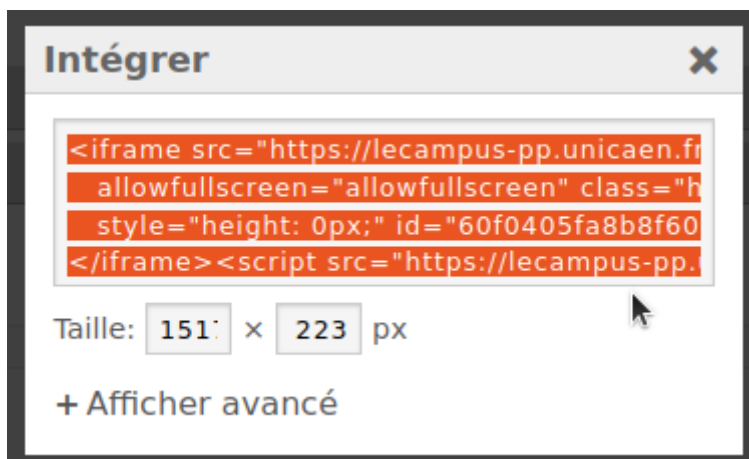 Intégrer
<iframe src="https://lecampus-pp.unicaen.fr
allowfullscreen="allowfullscreen" class="h
style="height: 0px;" id="60f0405fa8b8f60
</iframe><script src="https://lecampus-pp.
Taille: 151 × 223 px
+ Afficher avancé